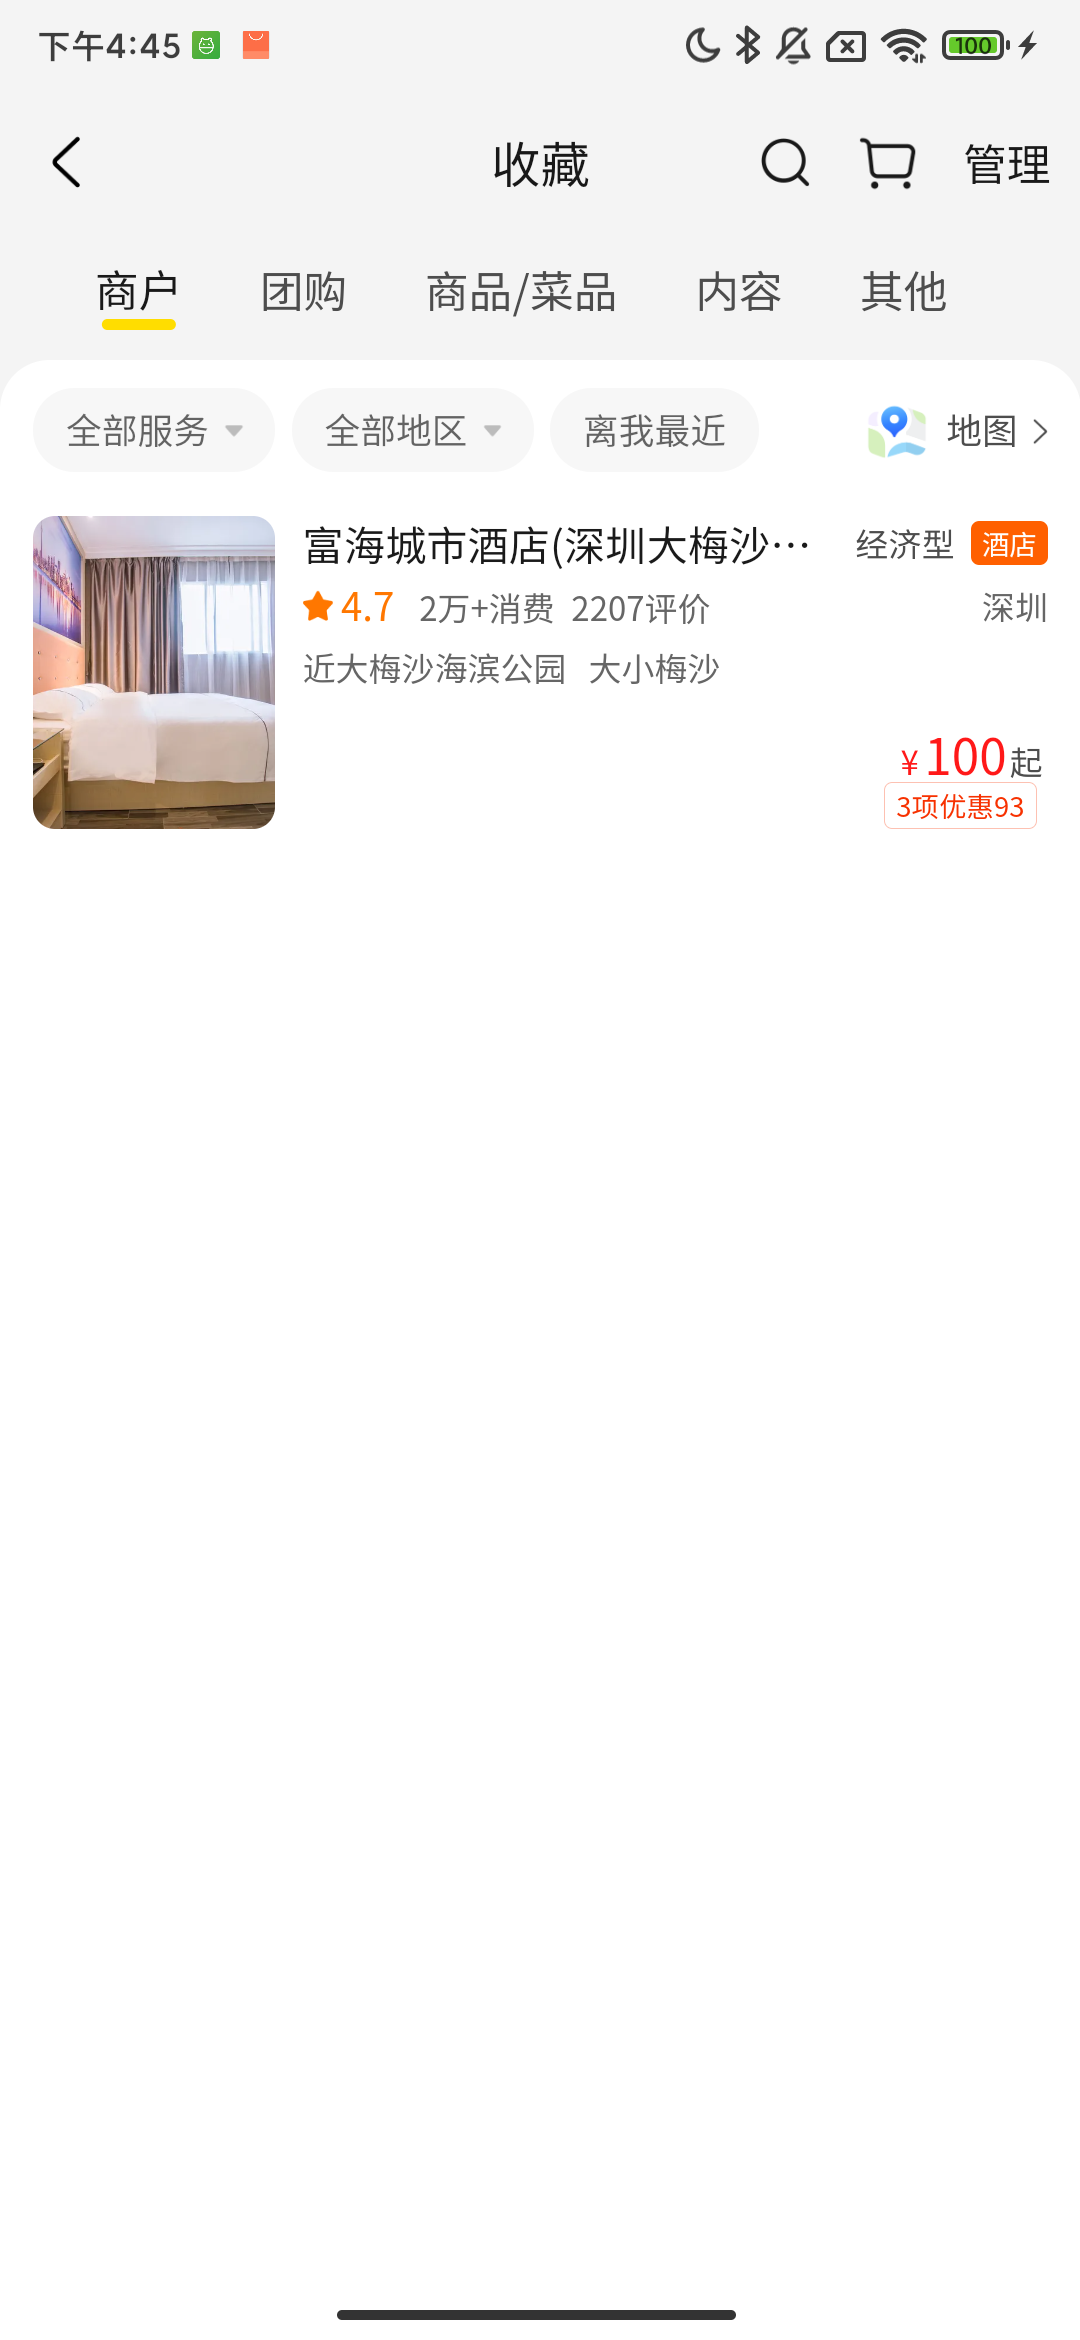 下午4:45
100
收藏
管理
商户
团购
商品/菜品
内容
其他
全部服务
全部地区
离我最近
地图
富海城市酒店(深圳大梅沙…
经济型
酒店
4.7 2万+消费 2207评价
深圳
近大梅沙海滨公园 大小梅沙
¥100起
3项优惠93